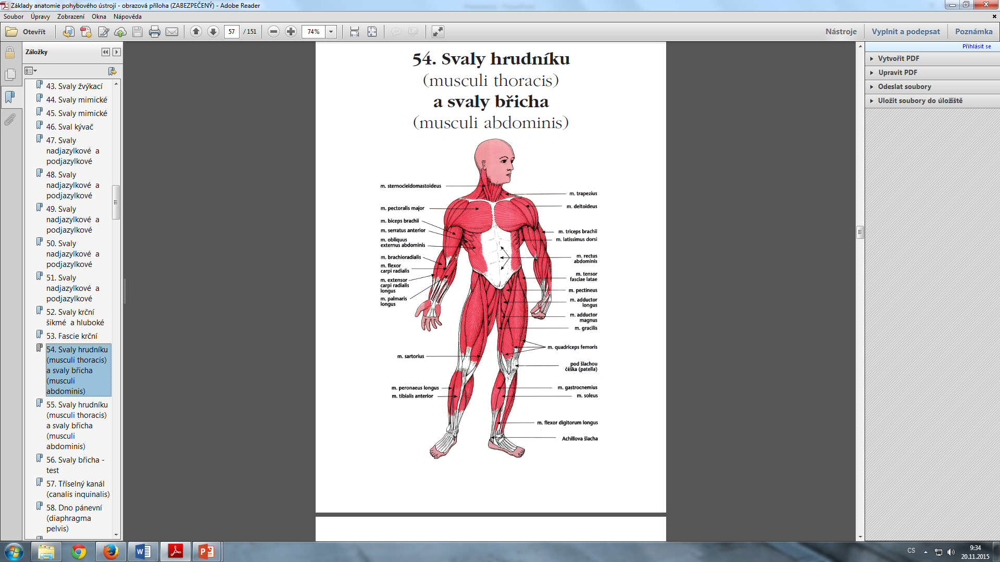 Základy anatomie pohybového ústrojí - obrazová příloha (ZABEZPEČENÝ) - Adobe Reader
Soubor Úpravy Zobrazení Okna Nápověda
Otevřít
57 / 151
74%
Nástroje
Vyplnit a podepsat
Poznámka
Záložky
43. Svaly žvýkací
44. Svaly mimické
45. Svaly mimické
46. Sval kývač
47. Svaly
nadjazylkové a
podjazylkové
48. Svaly
nadjazylkové a
podjazylkové
49. Svaly
nadjazylkové a
podjazylkové
50. Svaly
nadjazylkové a
podjazylkové
51. Svaly
nadjazylkové a
podjazylkové
52. Svaly krční
šikmé a hluboké
53. Fascie krční
54. Svaly hrudníku
(musculi thoracis)
a svaly břicha
(musculi
abdominis)
55. Svaly hrudníku
(musculi thoracis)
a svaly břicha
(musculi
abdominis)
56. Svaly břicha -
test
57. Tříselný kanál
(canalis inquinalis)
58. Dno pánevní
(diaphragma
pelvis)
54. Svaly hrudníku
(musculi thoracis)
a svaly břicha
(musculi abdominis)
m. sternocleidomastoideus
m. pectoralis major
m. biceps brachii
m. serratus anterior
m. obliquus
externus abdominis
m. brachioradialis
m. flexor
carpi radialis
m. extensor
carpi radialis
longus
m. palmaris
longus
m. sartorius
m. peronaeus longus
m. tibialis anterior
m. trapezius
m. deltoideus
m. triceps brachii
m. latissimus dorsi
m. rectus
abdominis
m. tensor
fasciae latae
m. pectineus
m. adductor
longus
m. adductor
magnus
m. gracilis
m. quadriceps femoris
pod šlachou
čéška (patella)
m. gastrocnemius
m. soleus
m. flexor digitorum longus
Achillova šlacha
Přihlásit se
Vytvořit PDF
Upravit PDF
Odeslat soubory
Uložit soubory do úložiště
CS
9:34
20.11.2015